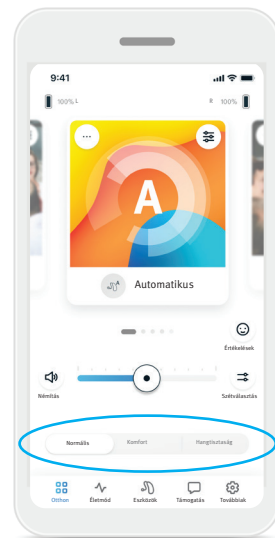 9:41
100% L
R 100%
A
Automatikus
Értékelések
Némítás
Szétválasztás
Normális Komfort Hangtisztaság
Otthon Életmód Eszközök Támogatás Továbbiak